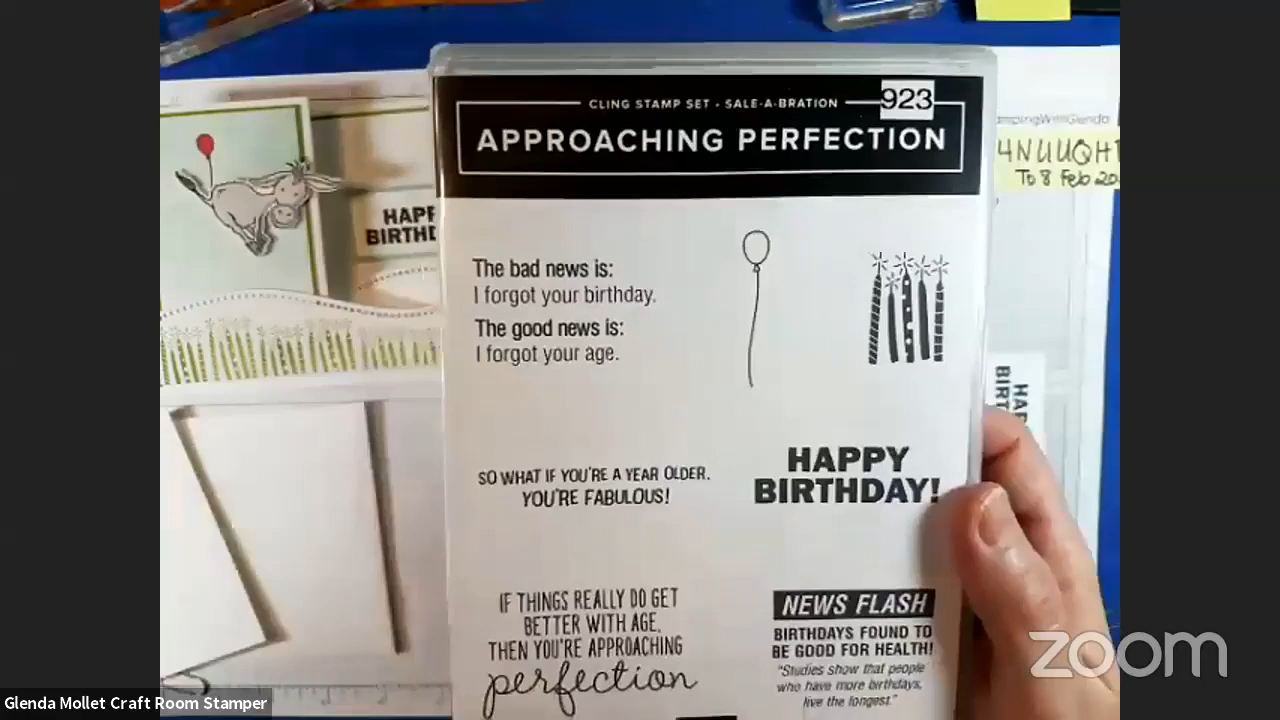 CLING STAMP SET • SALE-A-BRATION
923
APPROACHING PERFECTION
4NUUQH
To 8 Feb 20
HAPP
BIRTHD
The bad news is:
I forgot your birthday.
The good news is:
I forgot your age.
SO WHAT IF YOU'RE A YEAR OLDER.
YOU'RE FABULOUS!
HAPPY
BIRTHDAY!
IF THINGS REALLY DO GET
BETTER WITH AGE,
THEN YOU'RE APPROACHING
perfection
NEWS FLASH
BIRTHDAYS FOUND TO
BE GOOD FOR HEALTH!
"Studies show that people
who have more birthdays,
live the longest."
zoom
Glenda Mollet Craft Room Stamper